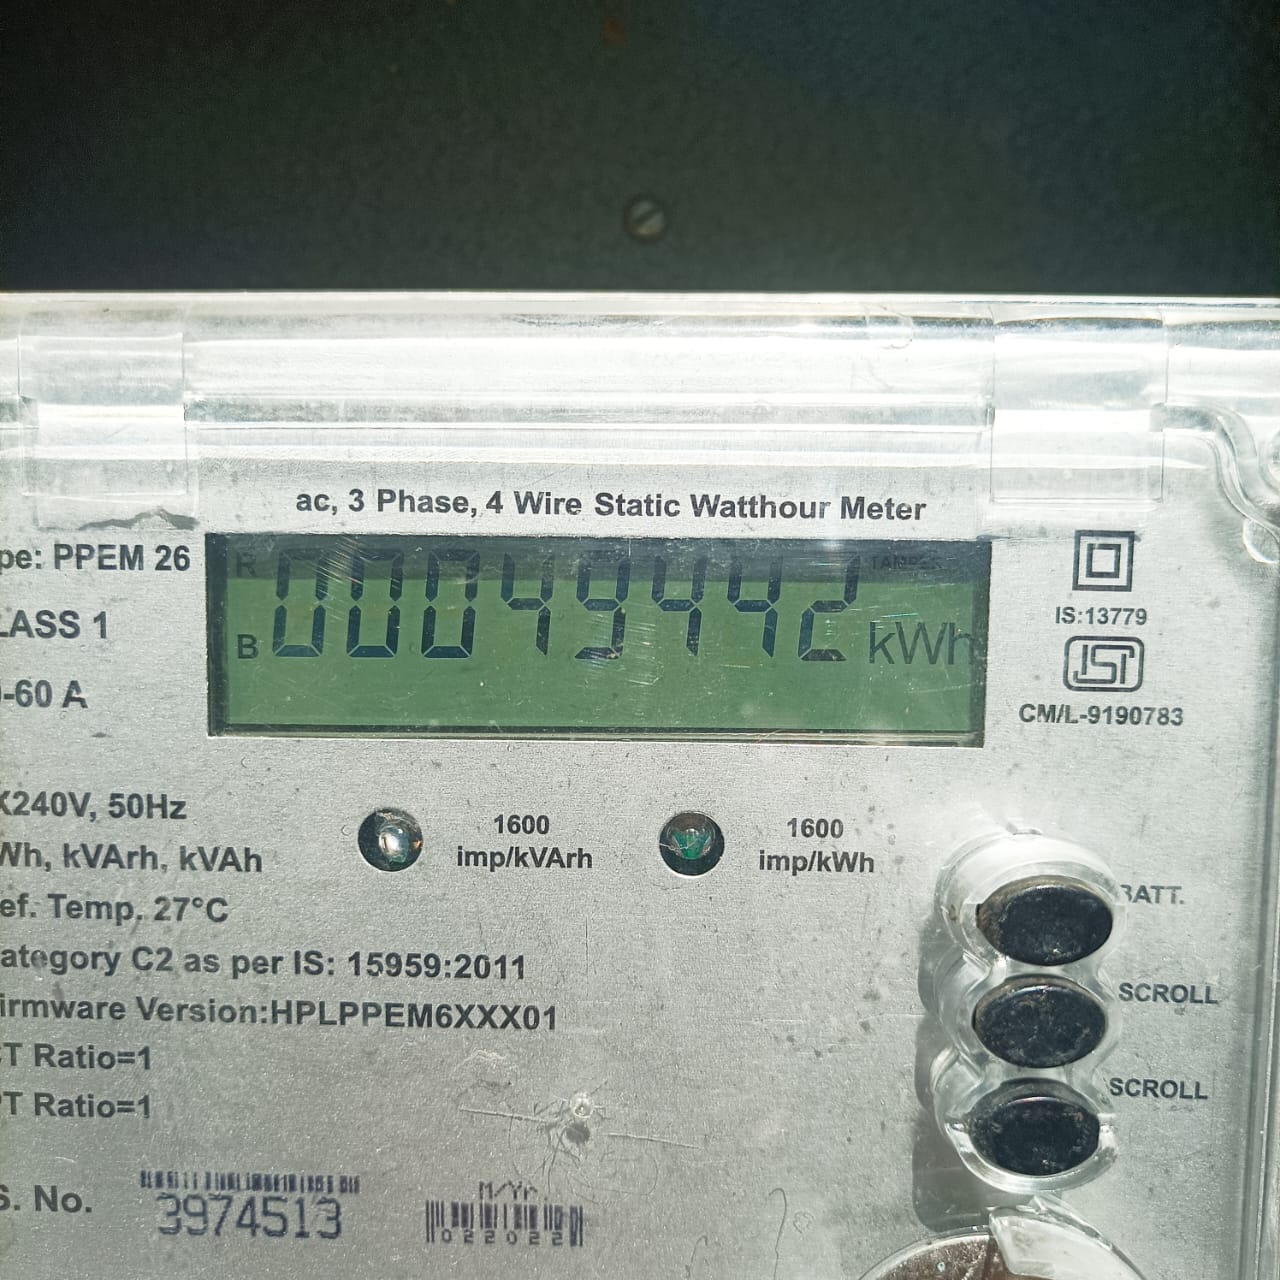 ac, 3 Phase, 4 Wire Static Watthour Meter
pe: PPEM 26
LASS 1
-60 A
R
TAMPER
00049442 kWh
B
IS:13779
ISI
CM/L-9190783
X240V, 50Hz
Wh, kVArh, kVAh
ef. Temp. 27°C
ategory C2 as per IS: 15959:2011
irmware Version:HPLPPEM6XXX01
T Ratio=1
T Ratio=1
1600
imp/kVArh
1600
imp/kWh
BATT.
SCROLL
SCROLL
S. No.
3974513
M/Yr
022022